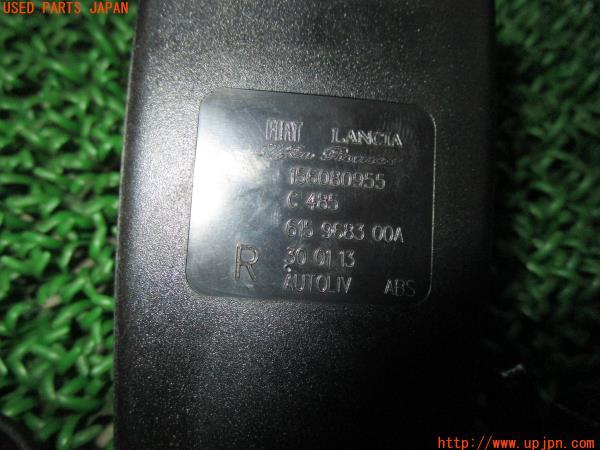 USED PARTS JAPAN
FIAT LANCIA
Alfa Romeo
156080955
C 485
615 9683 00A
R 30 01 13
AUTOLIV ABS
http://www.upjpn.com/